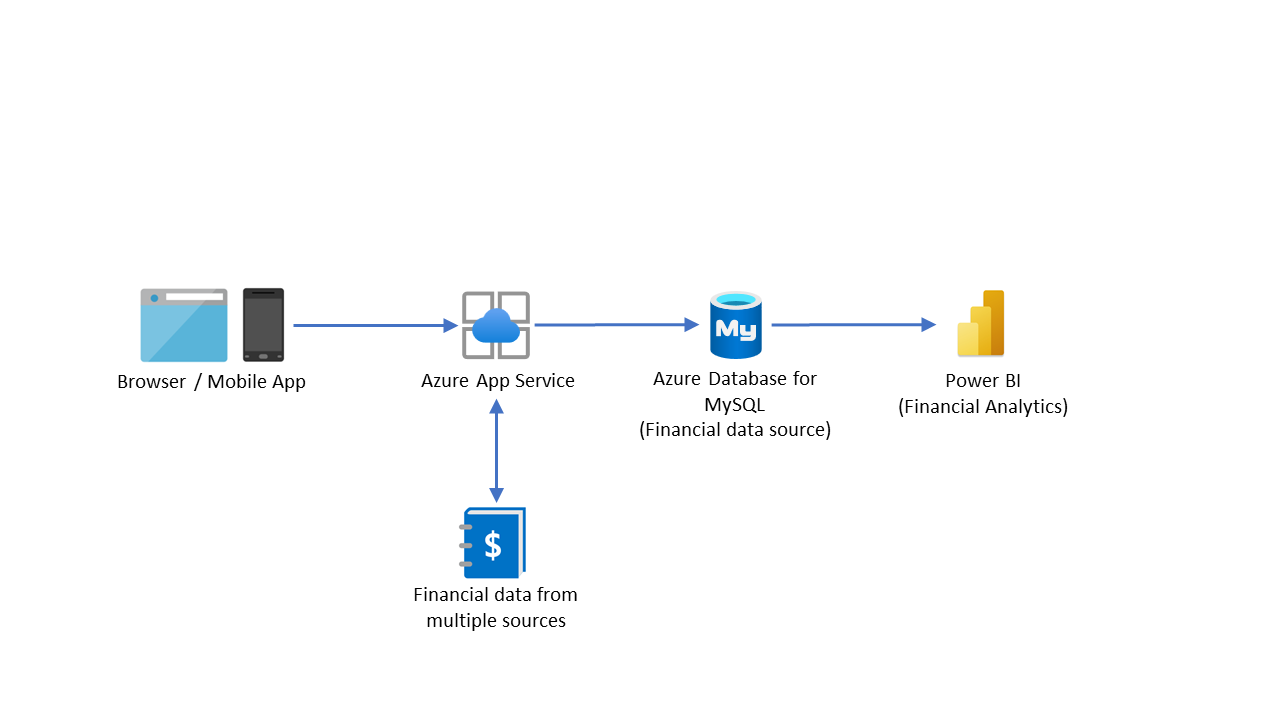 My
Browser / Mobile App
Azure App Service
Azure Database for
MySQL
(Financial data source)
Power BI
(Financial Analytics)
$
Financial data from
multiple sources